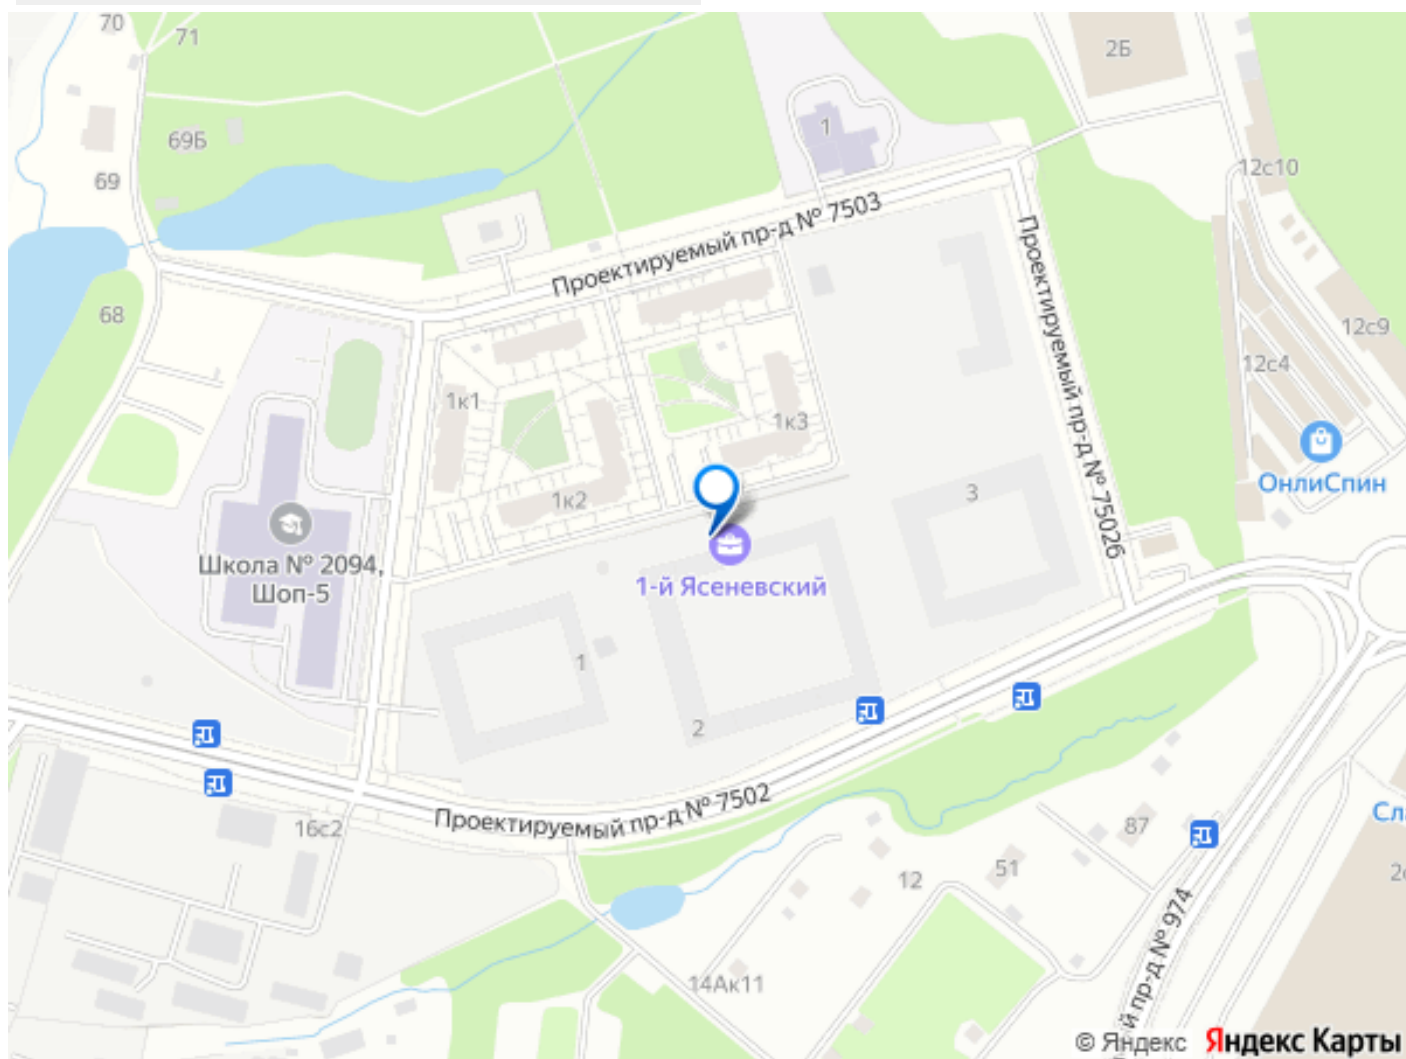 70
71
2Б
1
69Б
12с10
69
Проектируемый пр-д № 7503
Проектируемый пр-д № 7502б
68
12с9
12с4
1к1
1к3
ОнлиСпин
1к2
3
Школа № 2094,
Шоп-5
1-й Ясеневский
1
2
Проектируемый пр-д № 7502
16с2
87
Сл
51
12
14Ак11
й пр-д № 974
© Яндекс
Яндекс Карты